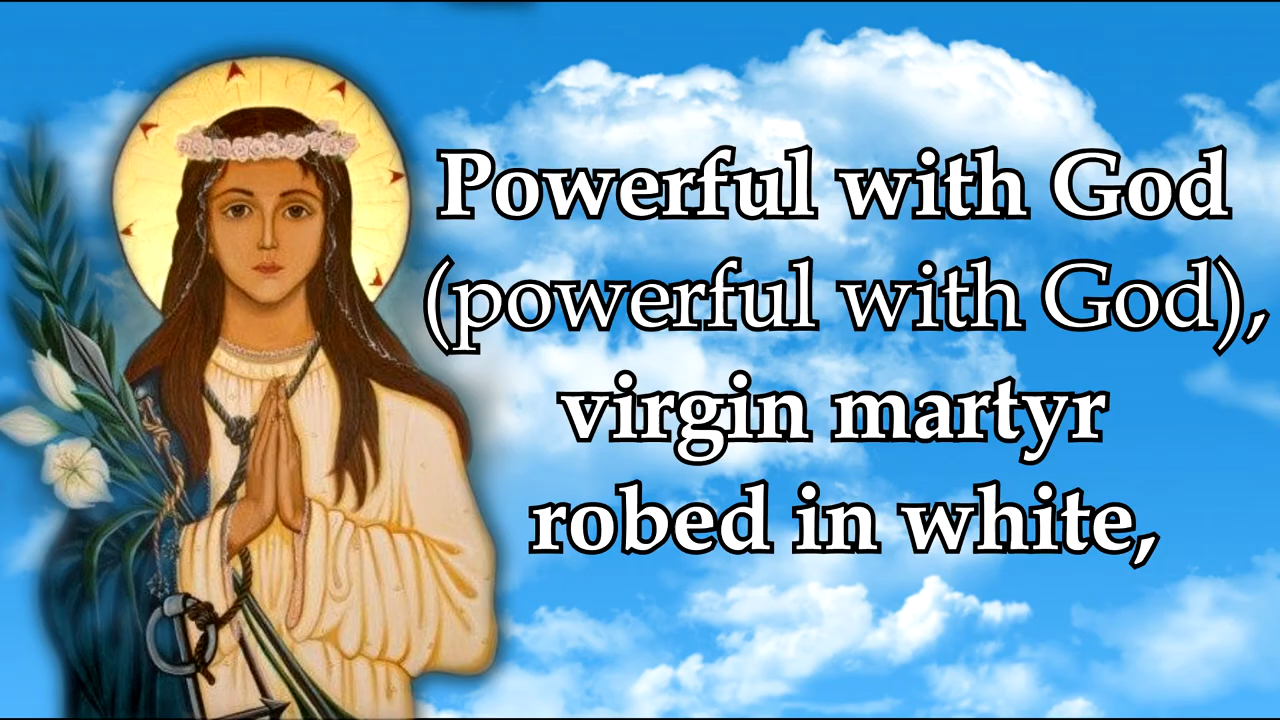 Powerful with God
(powerful with God),
virgin martyr
robed in white,